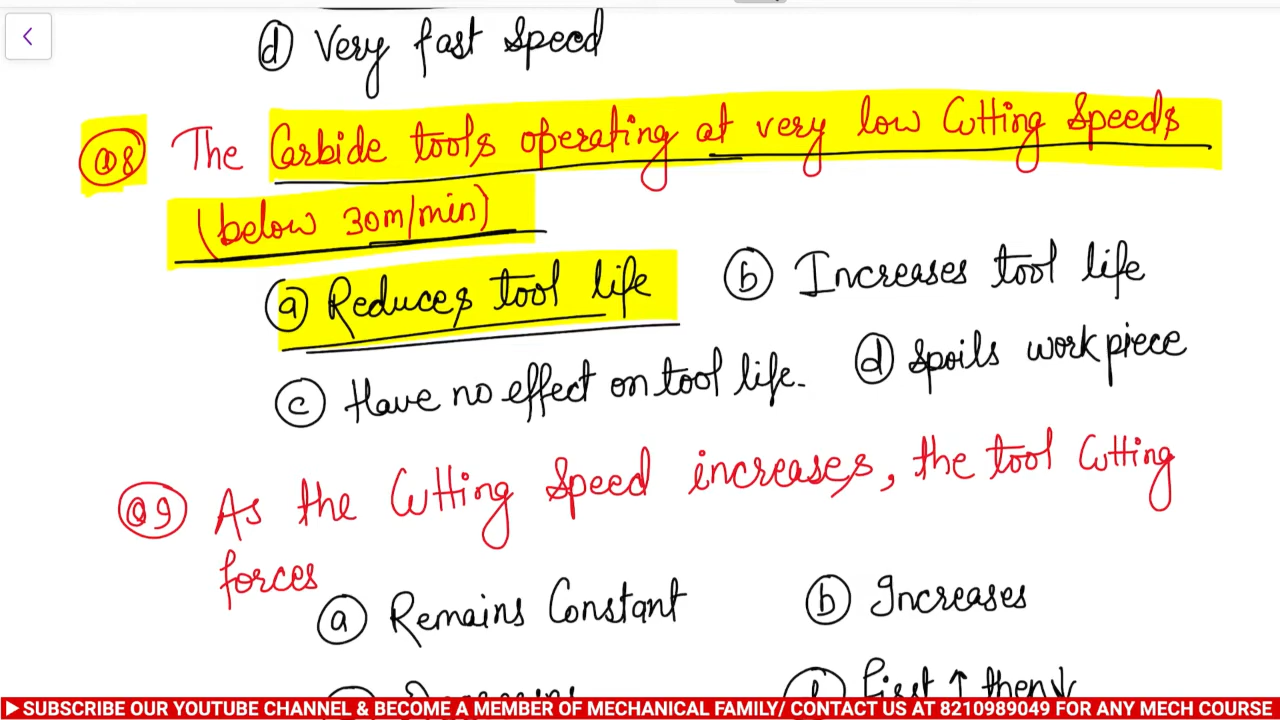 (d) Very fast speed
(Q8) The Carbide tools operating at very low Cutting Speeds
(below 30m/min)
(a) Reduces tool life (b) Increases tool life
(c) Have no effect on tool life. (d) Spoils workpiece
(Q9) As the Cutting Speed increases, the tool Cutting
forces
(a) Remains Constant (b) Increases
first ↑ then ↓
▶ SUBSCRIBE OUR YOUTUBE CHANNEL & BECOME A MEMBER OF MECHANICAL FAMILY/ CONTACT US AT 8210989049 FOR ANY MECH COURSE